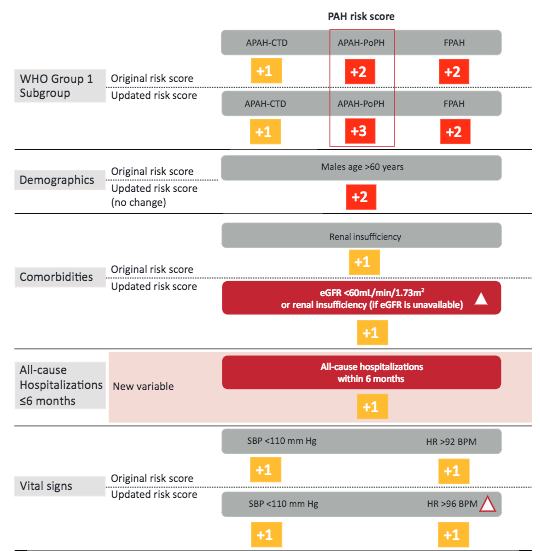 PAH risk score
APAH-CTD APAH-PoPH FPAH
+1 +2 +2
WHO Group 1
Subgroup
Original risk score
Updated risk score
APAH-CTD APAH-PoPH FPAH
+1 +3 +2
Males age >60 years
Demographics
Original risk score
Updated risk score
(no change)
+2
Renal insufficiency
+1
Comorbidities
Original risk score
Updated risk score
eGFR <60mL/min/1.73m²
or renal insufficiency (if eGFR is unavailable)
+1
All-cause
Hospitalizations
≤6 months
New variable
All-cause hospitalizations
within 6 months
+1
SBP <110 mm Hg HR >92 BPM
+1 +1
Vital signs
Original risk score
Updated risk score
SBP <110 mm Hg HR >96 BPM
+1 +1